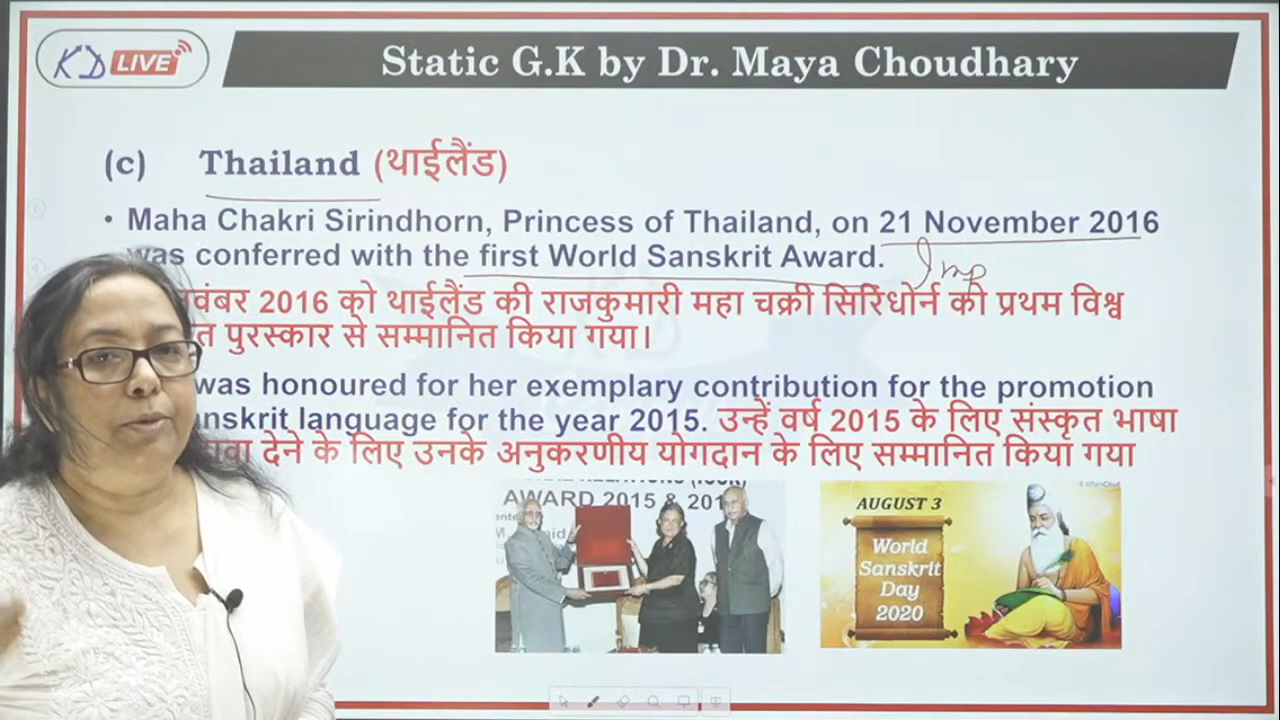 KD LIVE
Static G.K by Dr. Maya Choudhary
(c) Thailand (थाईलैंड)
• Maha Chakri Sirindhorn, Princess of Thailand, on 21 November 2016
was conferred with the first World Sanskrit Award. Imp
2016 को थाईलैंड की राजकुमारी महा चक्री सिरिंधोर्न को प्रथम विश्व
पुरस्कार से सम्मानित किया गया।
was honoured for her exemplary contribution for the promotion
language for the year 2015. उन्हें वर्ष 2015 के लिए संस्कृत भाषा
देने के लिए उनके अनुकरणीय योगदान के लिए सम्मानित किया गया
AWARD 2015 & 201
AUGUST 3
World
Sanskrit
Day
2020